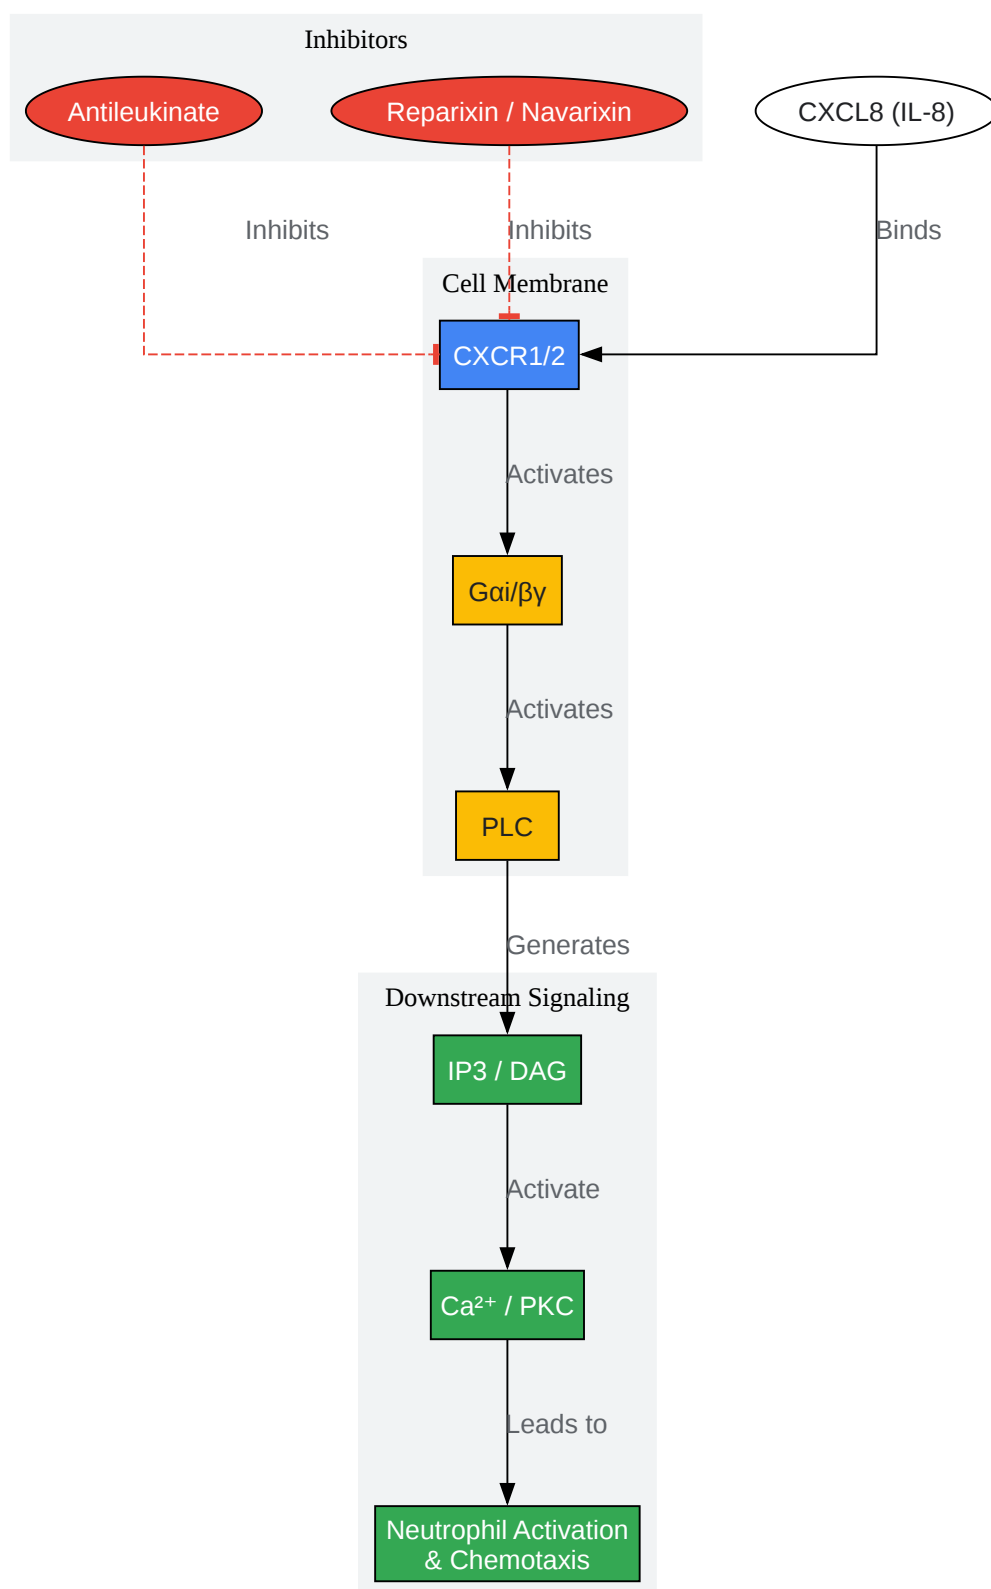 Inhibitors
Antileukinate
Reparixin / Navarixin
CXCL8 (IL-8)
Inhibits
Inhibits
Binds
Cell Membrane
CXCR1/2
Activates
Gαi/βγ
Activates
PLC
Generates
Downstream Signaling
IP3 / DAG
Activate
Ca²⁺ / PKC
Leads to
Neutrophil Activation
& Chemotaxis